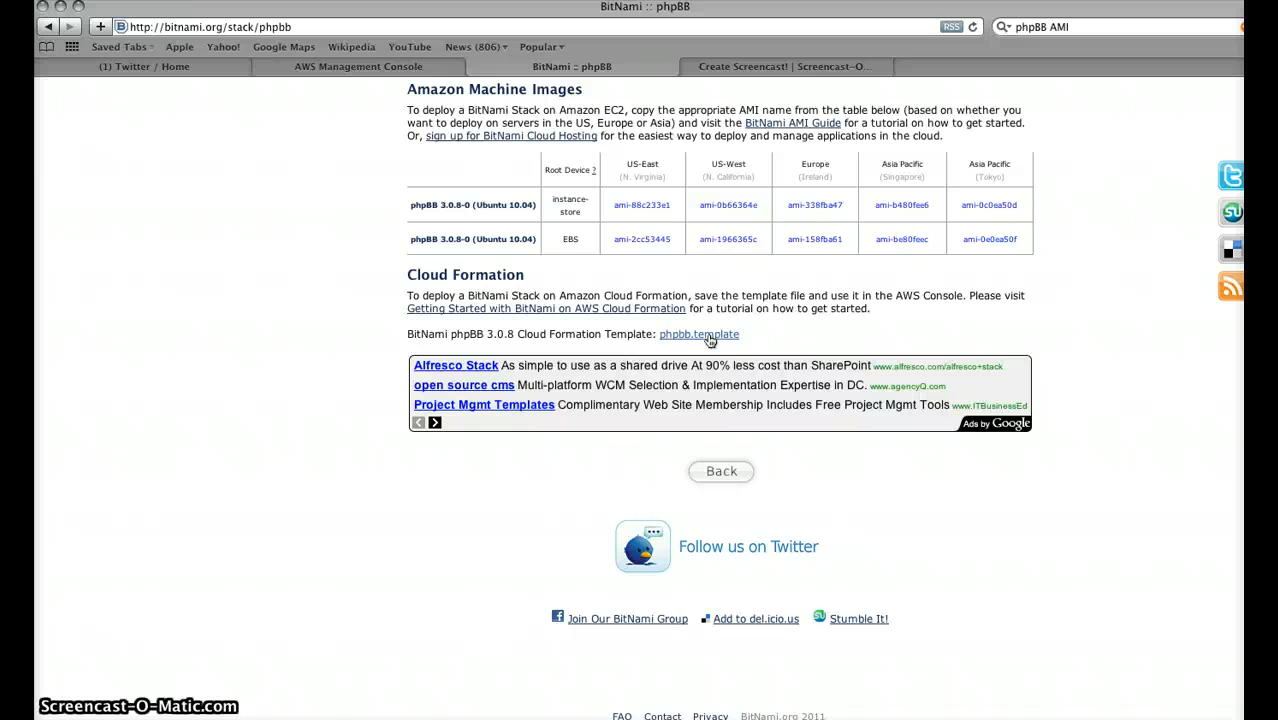 BitNami :: phpBB
http://bitnami.org/stack/phpbb
RSS
phpBB AMI
Saved Tabs Apple Yahoo! Google Maps Wikipedia YouTube News (806) Popular
(1) Twitter / Home
AWS Management Console
BitNami :: phpBB
Create Screencast! | Screencast-O...
Amazon Machine Images
To deploy a BitNami Stack on Amazon EC2, copy the appropriate AMI name from the table below (based on whether you
want to deploy on servers in the US, Europe or Asia) and visit the BitNami AMI Guide for a tutorial on how to get started.
Or, sign up for BitNami Cloud Hosting for the easiest way to deploy and manage applications in the cloud.
Root Device ? US-East US-West Europe Asia Pacific Asia Pacific
(N. Virginia) (N. California) (Ireland) (Singapore) (Tokyo)
phpBB 3.0.8-0 (Ubuntu 10.04) instance-store ami-88c233e1 ami-0b66364e ami-338fba47 ami-b480fee6 ami-0c0ea50d
phpBB 3.0.8-0 (Ubuntu 10.04) EBS ami-2cc53445 ami-1966365c ami-158fba61 ami-be80feec ami-0e0ea50f
Cloud Formation
To deploy a BitNami Stack on Amazon Cloud Formation, save the template file and use it in the AWS Console. Please visit
Getting Started with BitNami on AWS Cloud Formation for a tutorial on how to get started.
BitNami phpBB 3.0.8 Cloud Formation Template: phpbb.template
Alfresco Stack As simple to use as a shared drive At 90% less cost than SharePoint www.alfresco.com/alfresco+stack
open source cms Multi-platform WCM Selection & Implementation Expertise in DC. www.agencyQ.com
Project Mgmt Templates Complimentary Web Site Membership Includes Free Project Mgmt Tools www.ITBusinessEd
Ads by Google
Back
Follow us on Twitter
Join Our BitNami Group Add to del.icio.us Stumble It!
Screencast-O-Matic.com
FAQ Contact Privacy BitNami.org 2011